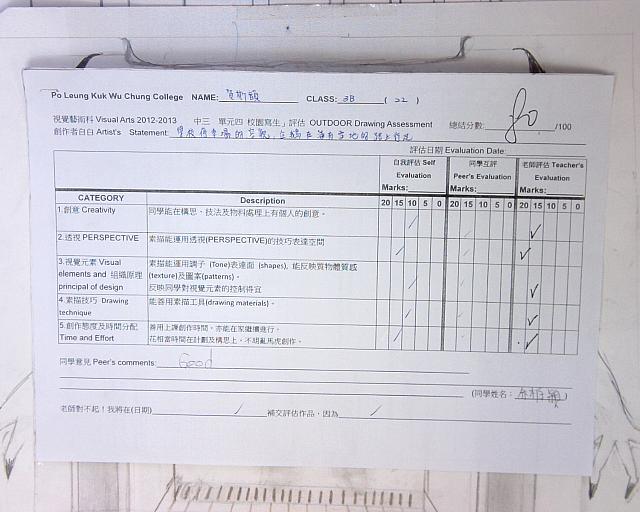 Po Leung Kuk Wu Chung College NAME: CLASS: 3B ( 22 )
視覺藝術科 Visual Arts 2012-2013 中三 單元四 校園寫生」評估 OUTDOOR Drawing Assessment 總結分數: /100
創作者自白 Artist's Statement:
評估日期 Evaluation Date:
自我評估 Self Evaluation 同學互評 Peer's Evaluation 老師評估 Teacher's Evaluation
Marks: Marks: Marks:
CATEGORY Description 20 15 10 5 0 20 15 10 5 0 20 15 10 5 0
1.創意 Creativity 同學能在構思、技法及物料處理上有個人的創意。
2.透視 PERSPECTIVE 素描能運用透視(PERSPECTIVE)的技巧表達空間
3.視覺元素 Visual 素描能運用調子 (Tone)表達面 (shapes), 能反映質物體質感
elements and 組織原理 (texture)及圖案(patterns)。
principal of design 反映同學對視覺元素的控制得宜
4.素描技巧 Drawing 能善用素描工具(drawing materials)。
technique
5.創作態度及時間分配 善用上課創作時間，亦能在家繼續進行。
Time and Effort 花相當時間在計劃及構思上，不胡亂馬虎創作。
同學意見 Peer's comments: Good
(同學姓名：
老師對不起！我將在(日期) / 補交評估作品，因為 /